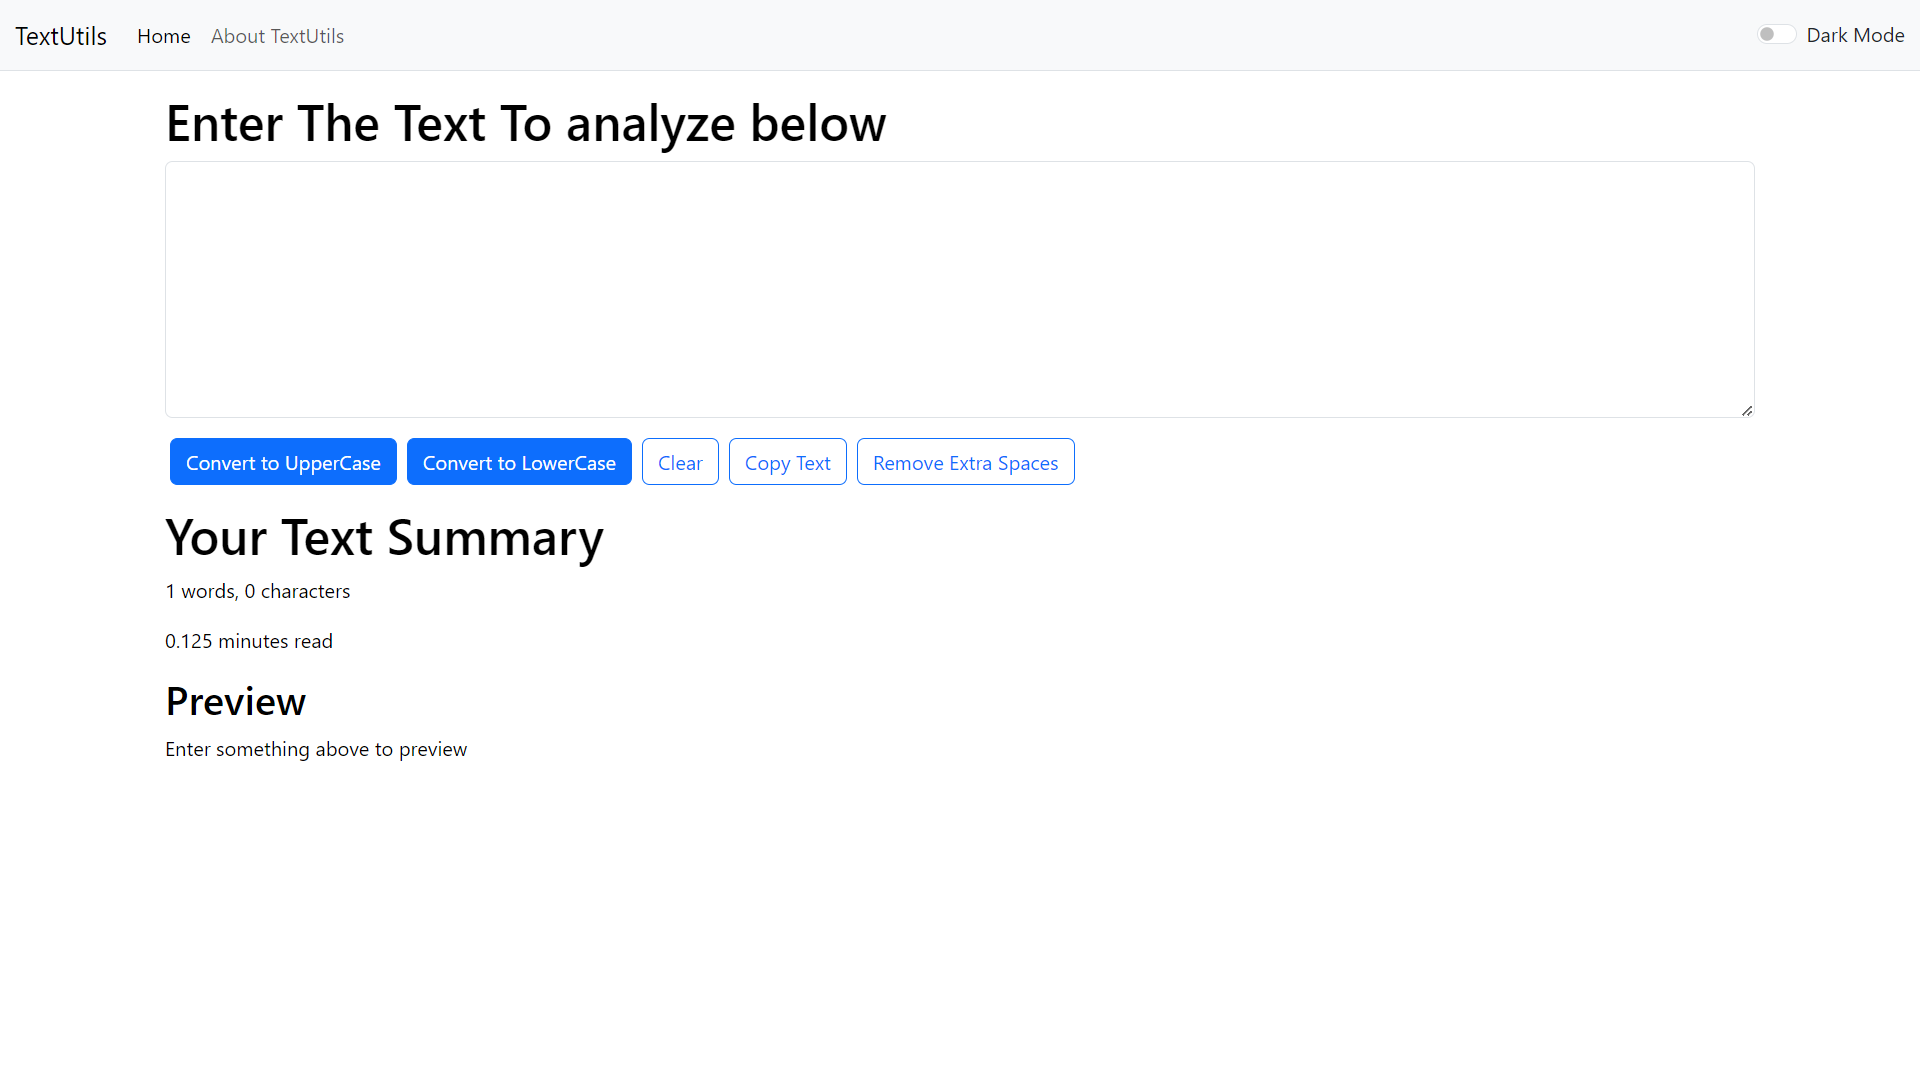 TextUtils Home About TextUtils Dark Mode
Enter The Text To analyze below
Convert to UpperCase Convert to LowerCase Clear Copy Text Remove Extra Spaces
Your Text Summary
1 words, 0 characters
0.125 minutes read
Preview
Enter something above to preview